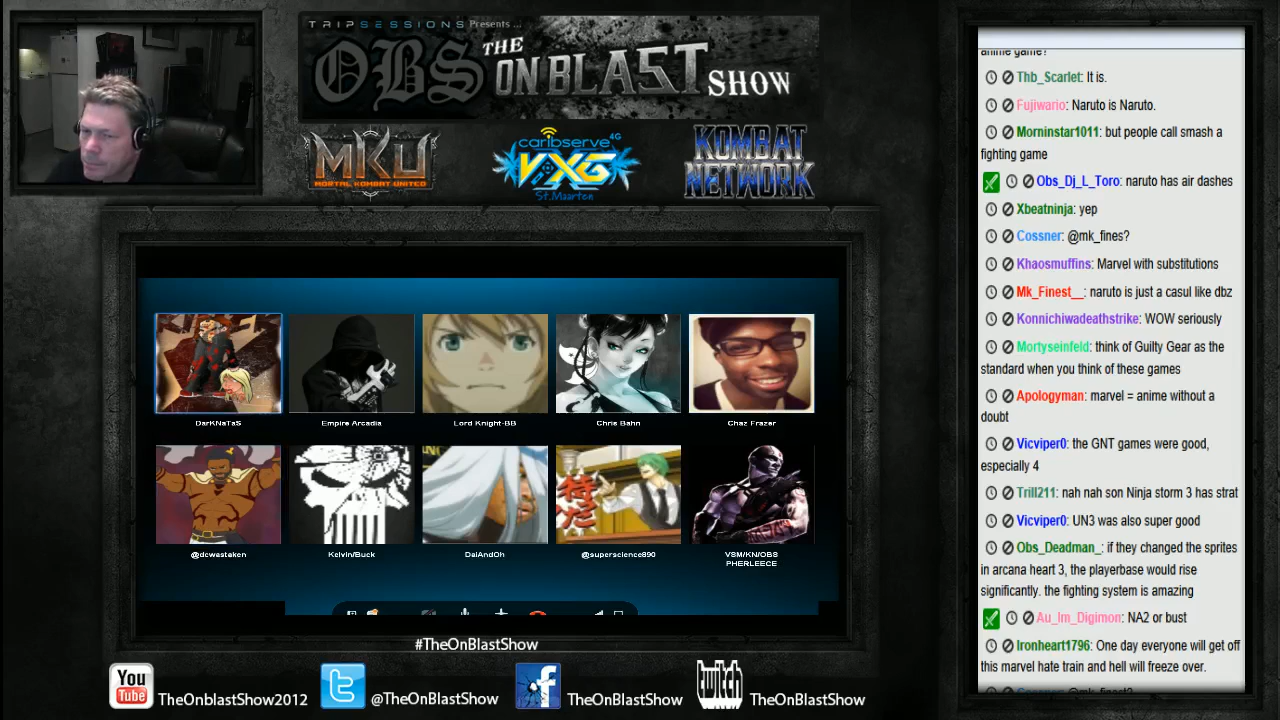 TRIPSESSIONS Presents ...
OBS THE ON BLAST SHOW
MKU
MORTAL KOMBAT UNITED
caribserve 4G
VXG
St.Maarten
KOMBAT
NETWORK
DarKNaTaS
Empire Arcadia
Lord Knight-BB
Chris Bahn
Chaz Frazer
@dcwastaken
Kelvin/Buck
DaiAndOh
@superscience890
VSM/KN/OBS
PHERLEECE
#TheOnBlastShow
You
Tube
TheOnblastShow2012
@TheOnBlastShow
TheOnBlastShow
twitch
TheOnBlastShow
anime game?
Thb_Scarlet: It is.
Fujiwario: Naruto is Naruto.
Morninstar1011: but people call smash a
fighting game
Obs_Dj_L_Toro: naruto has air dashes
Xbeatninja: yep
Cossner: @mk_fines?
Khaosmuffins: Marvel with substitutions
Mk_Finest__: naruto is just a casul like dbz
Konnichiwadeathstrike: WOW seriously
Mortyseinfeld: think of Guilty Gear as the
standard when you think of these games
Apologyman: marvel = anime without a
doubt
Vicviper0: the GNT games were good,
especially 4
Trill211: nah nah son Ninja storm 3 has strat
Vicviper0: UN3 was also super good
Obs_Deadman_: if they changed the sprites
in arcana heart 3, the playerbase would rise
significantly. the fighting system is amazing
Au_Im_Digimon: NA2 or bust
Ironheart1796: One day everyone will get off
this marvel hate train and hell will freeze over.
Cossner: @mk_finest?